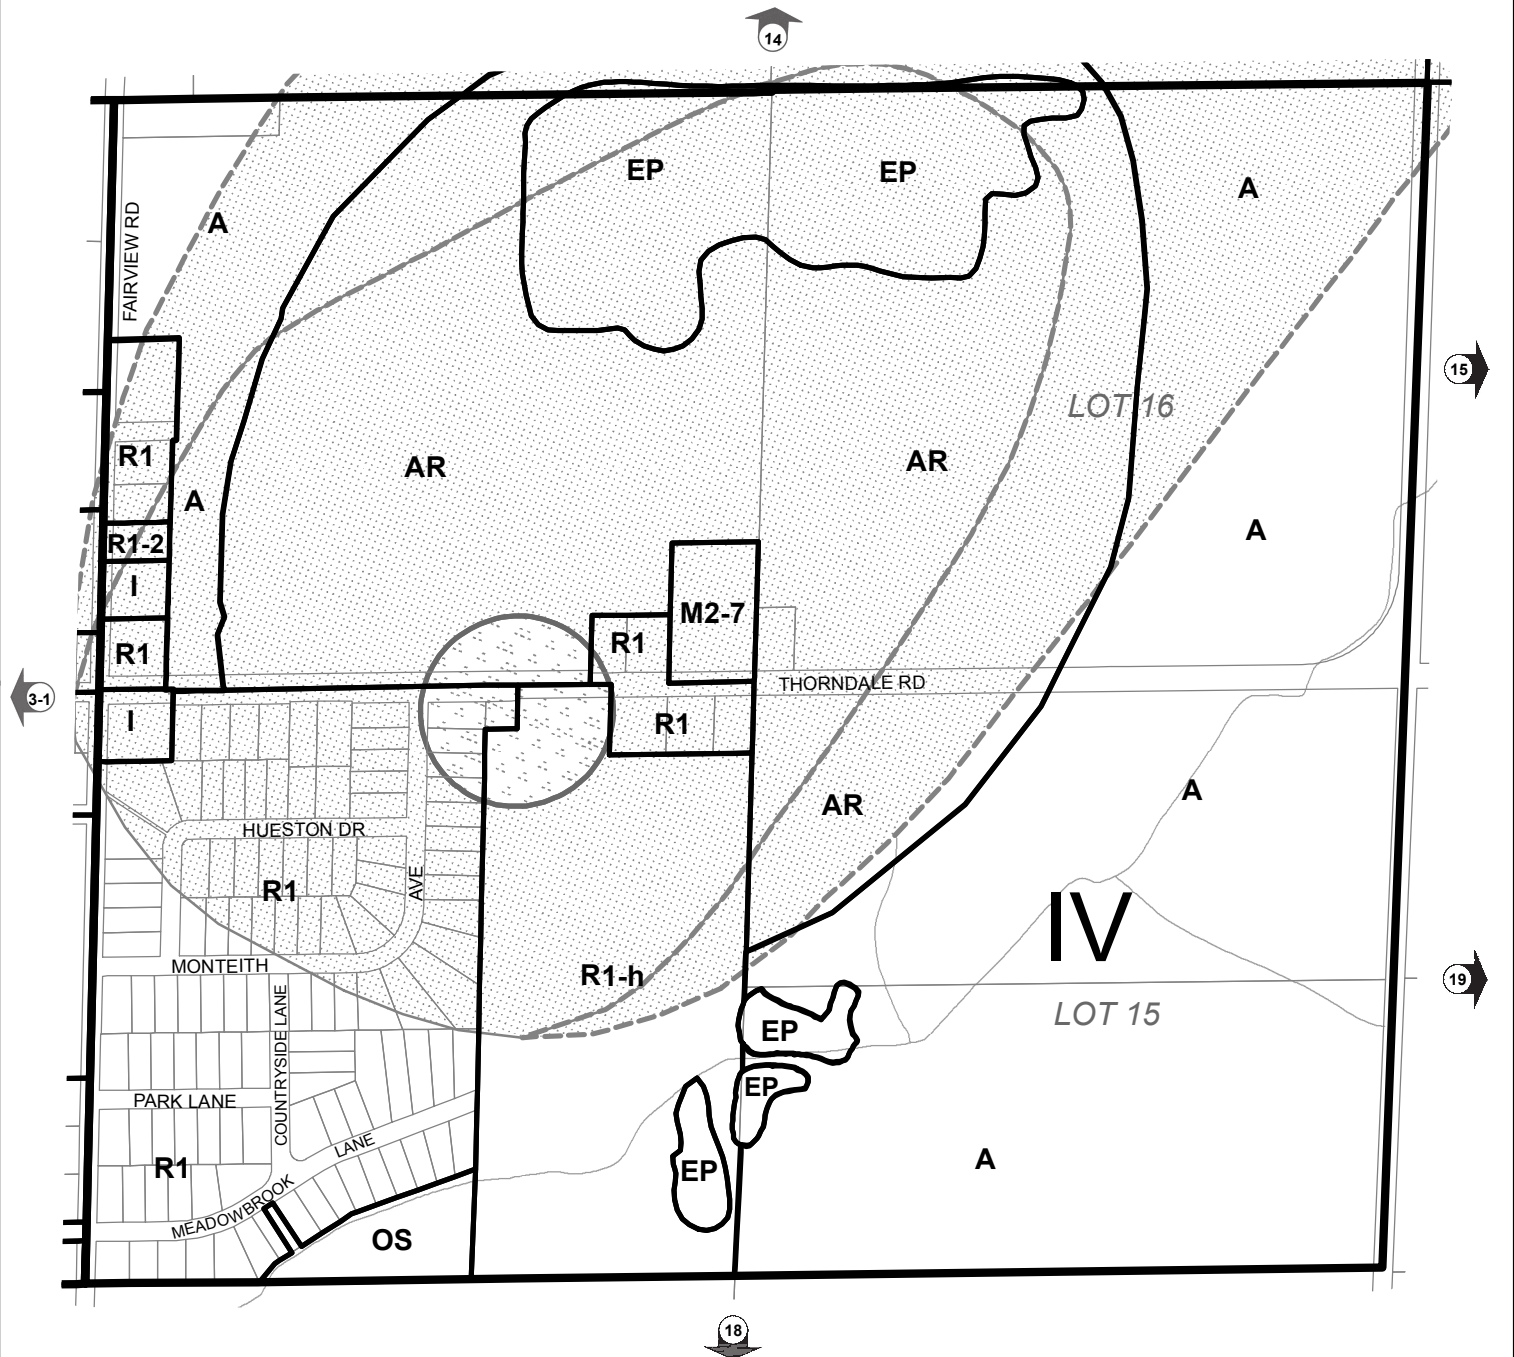 14
EP
EP
A
A
FAIRVIEW RD
15
LOT 16
R1
AR
AR
A
A
R1-2
I
M2-7
R1
R1
THORNDALE RD
3-1
I
R1
A
AR
HUESTON DR
R1
AVE
IV
MONTEITH
R1-h
19
LOT 15
COUNTRYSIDE LANE
EP
EP
PARK LANE
LANE
A
R1
EP
MEADOWBROOK
OS
18